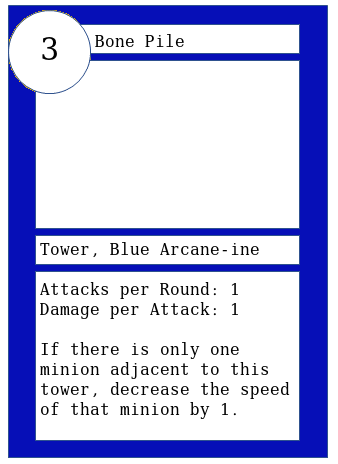 3
Bone Pile
Tower, Blue Arcane-ine
Attacks per Round: 1
Damage per Attack: 1
If there is only one
minion adjacent to this
tower, decrease the speed
of that minion by 1.